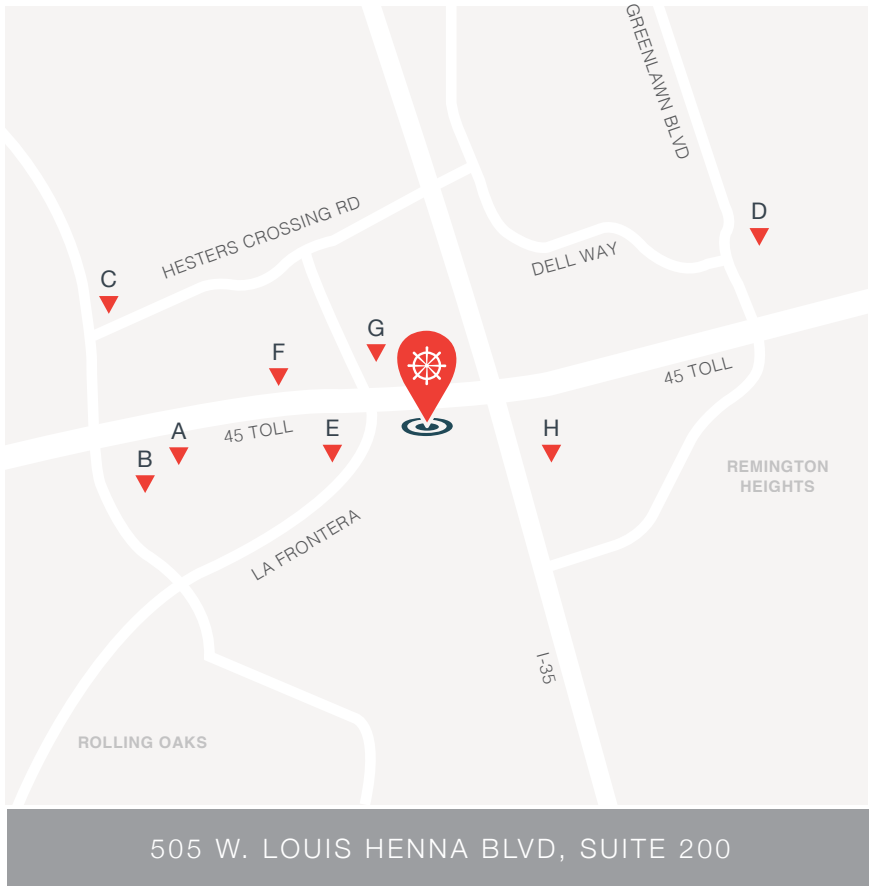 GREENLAWN BLVD
D
HESTERS CROSSING RD
DELL WAY
C
G
F
45 TOLL
45 TOLL
A
E
H
B
REMINGTON
HEIGHTS
LA FRONTERA
I-35
ROLLING OAKS
505 W. LOUIS HENNA BLVD, SUITE 200